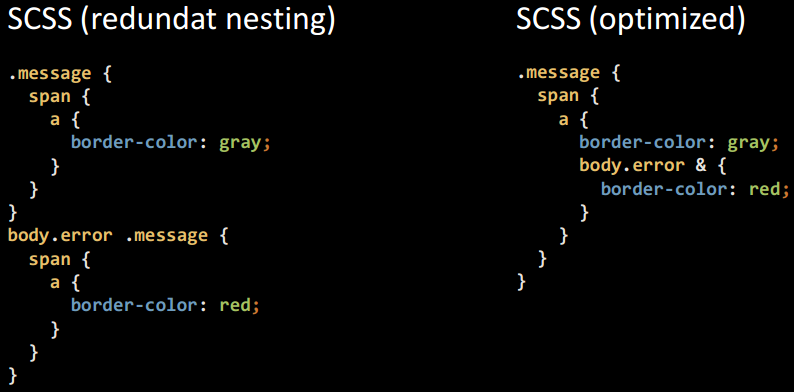 SCSS (redundat nesting)
.message {
  span {
    a {
      border-color: gray;
    }
  }
}
body.error .message {
  span {
    a {
      border-color: red;
    }
  }
}
SCSS (optimized)
.message {
  span {
    a {
      border-color: gray;
      body.error & {
        border-color: red;
      }
    }
  }
}